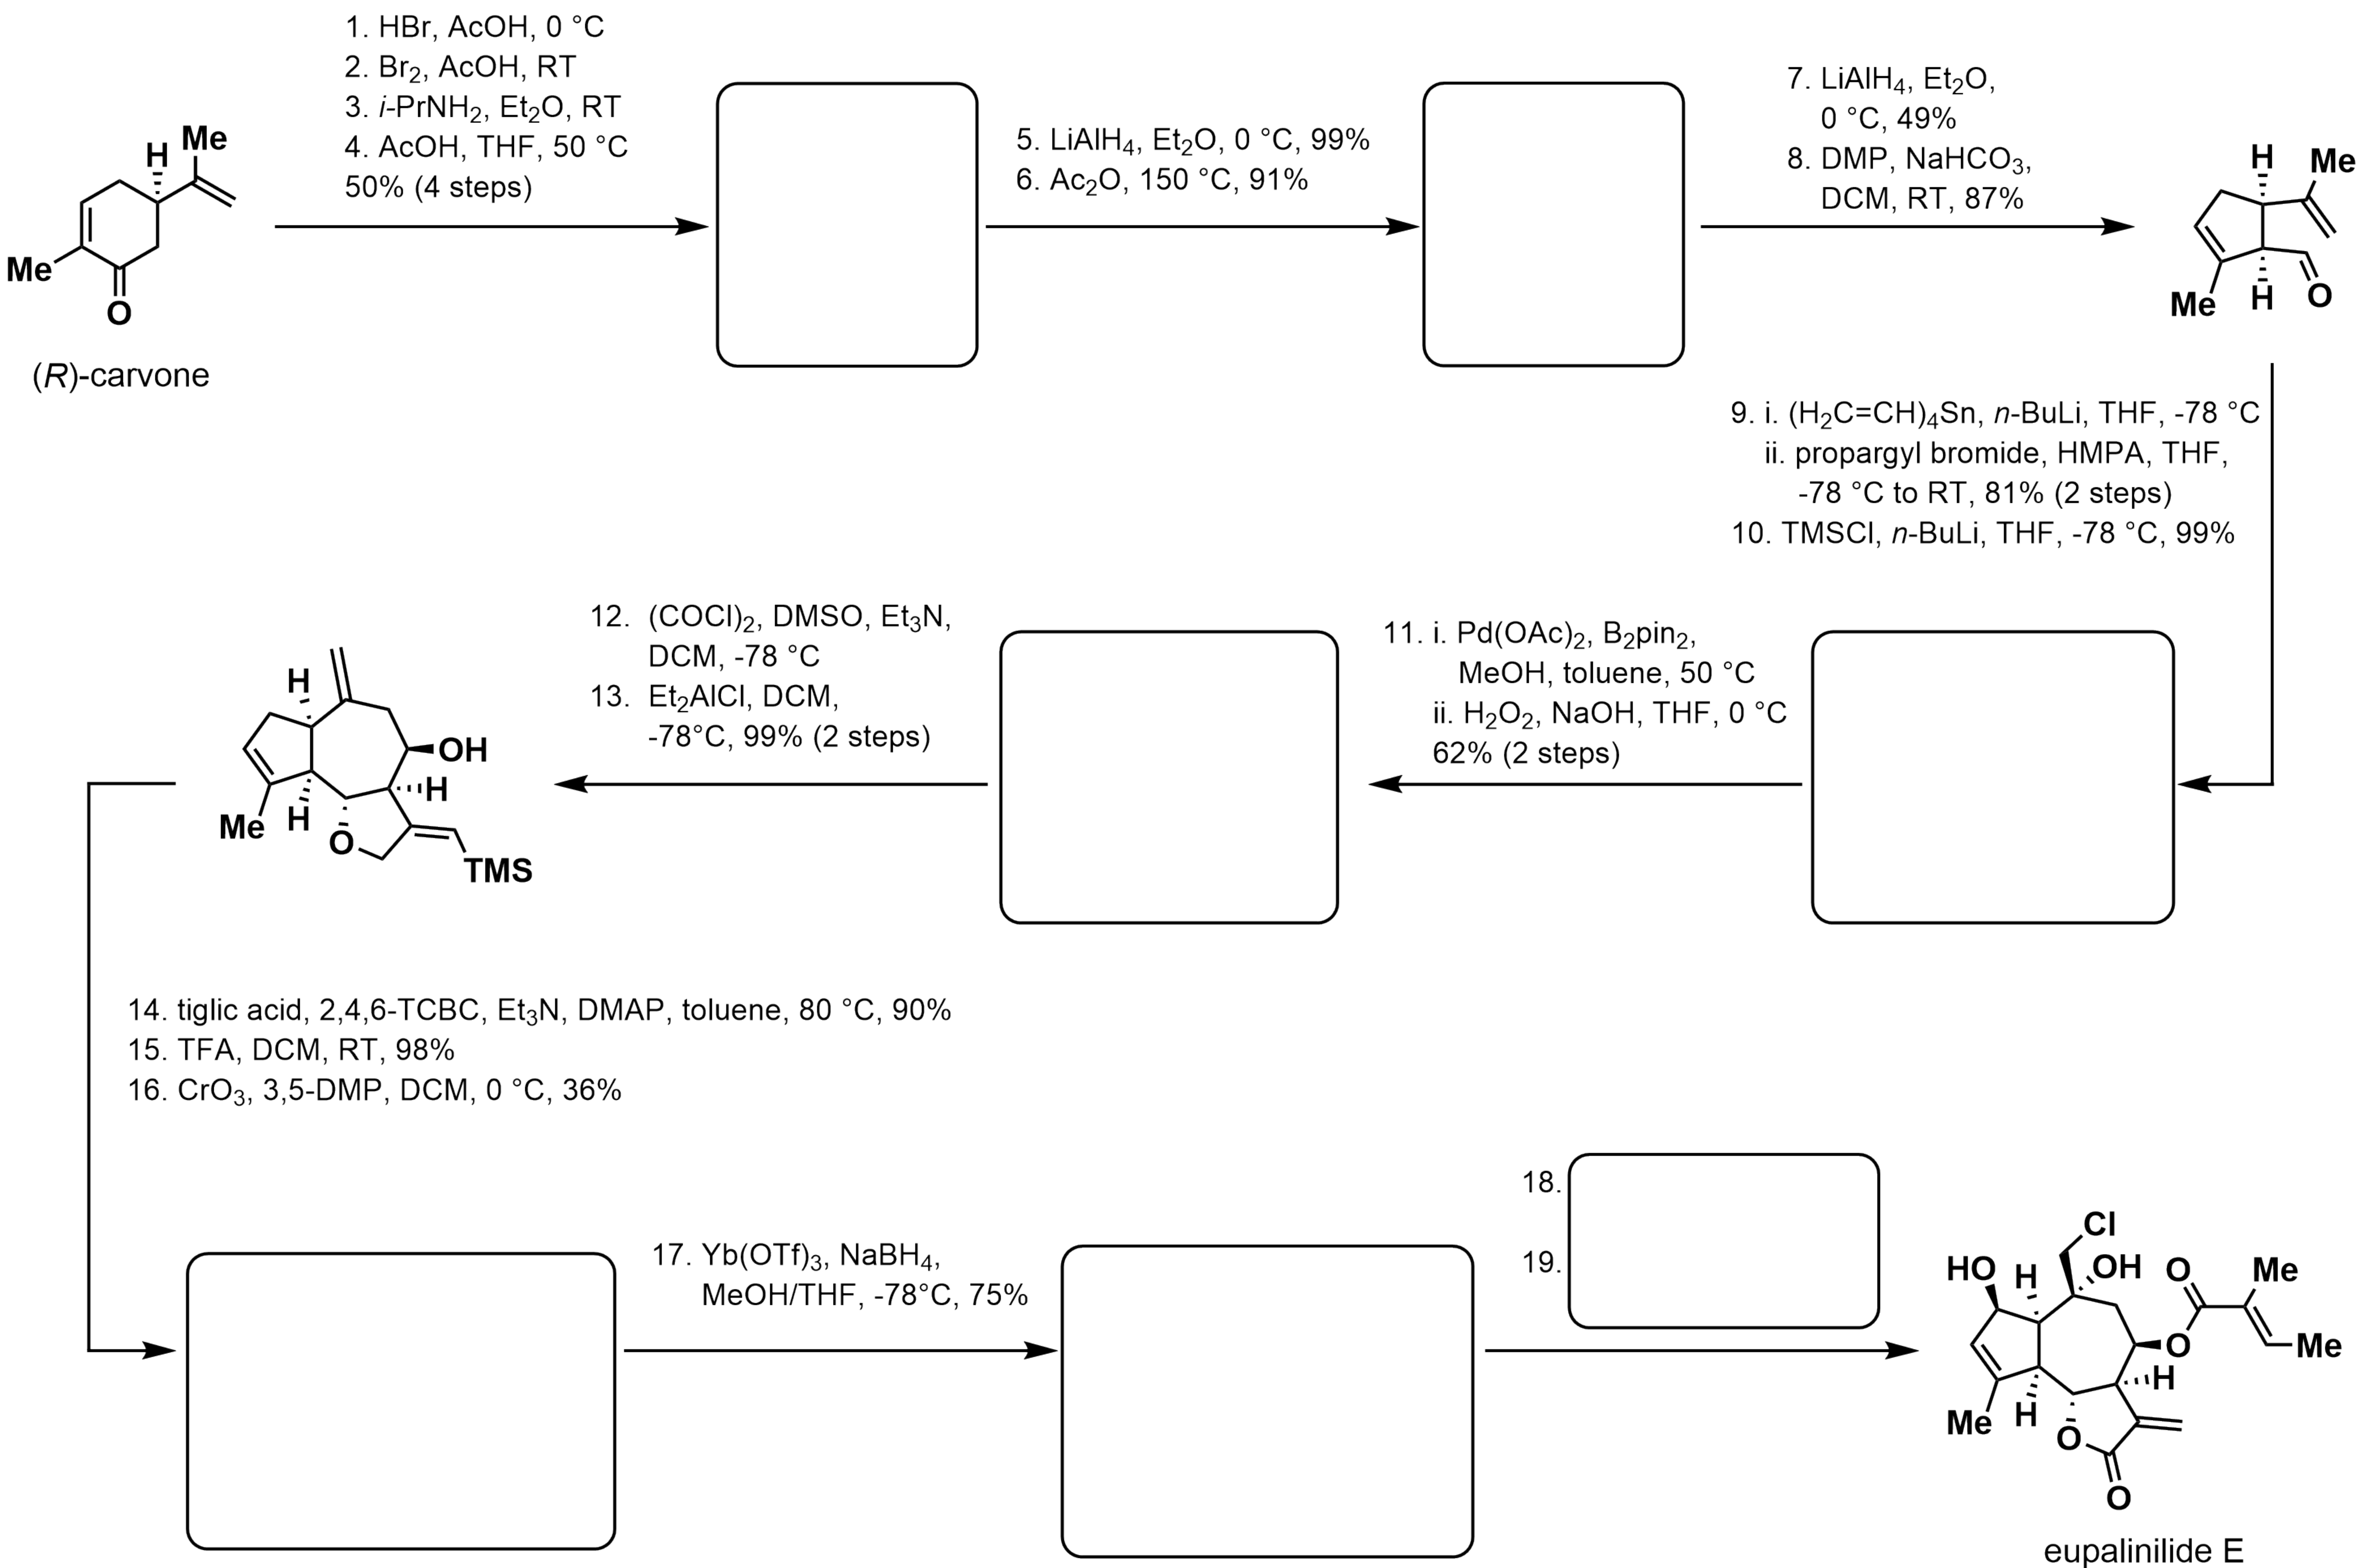 1. HBr, AcOH, 0 °C
2. Br₂, AcOH, RT
3. i-PrNH₂, Et₂O, RT
4. AcOH, THF, 50 °C
50% (4 steps)
H
Me
Me
O
(R)-carvone
5. LiAlH₄, Et₂O, 0 °C, 99%
6. Ac₂O, 150 °C, 91%
7. LiAlH₄, Et₂O,
0 °C, 49%
8. DMP, NaHCO₃,
DCM, RT, 87%
H
Me
Me
H
O
9. i. (H₂C=CH)₄Sn, n-BuLi, THF, -78 °C
ii. propargyl bromide, HMPA, THF,
-78 °C to RT, 81% (2 steps)
10. TMSCl, n-BuLi, THF, -78 °C, 99%
11. i. Pd(OAc)₂, B₂pin₂,
MeOH, toluene, 50 °C
ii. H₂O₂, NaOH, THF, 0 °C
62% (2 steps)
12. (COCl)₂, DMSO, Et₃N,
DCM, -78 °C
13. Et₂AlCl, DCM,
-78°C, 99% (2 steps)
H
OH
H
Me
H
O
TMS
14. tiglic acid, 2,4,6-TCBC, Et₃N, DMAP, toluene, 80 °C, 90%
15. TFA, DCM, RT, 98%
16. CrO₃, 3,5-DMP, DCM, 0 °C, 36%
17. Yb(OTf)₃, NaBH₄,
MeOH/THF, -78°C, 75%
18.
19.
Cl
HO
H
OH
O
Me
O
Me
H
Me
H
O
O
eupalinilide E